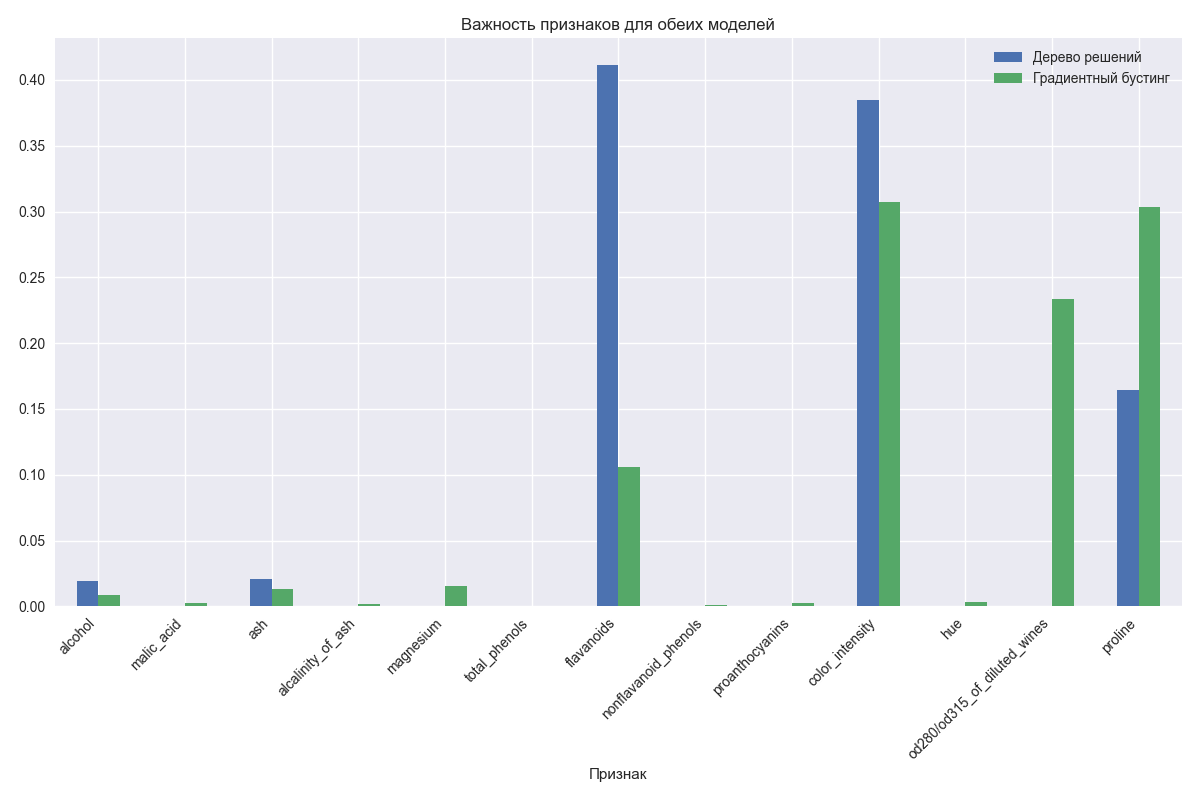 Важность признаков для обеих моделей
Дерево решений
Градиентный бустинг
0.40
0.35
0.30
0.25
0.20
0.15
0.10
0.05
0.00
alcohol
malic_acid
ash
alcalinity_of_ash
magnesium
total_phenols
flavanoids
nonflavanoid_phenols
proanthocyanins
color_intensity
hue
od280/od315_of_diluted_wines
proline
Признак